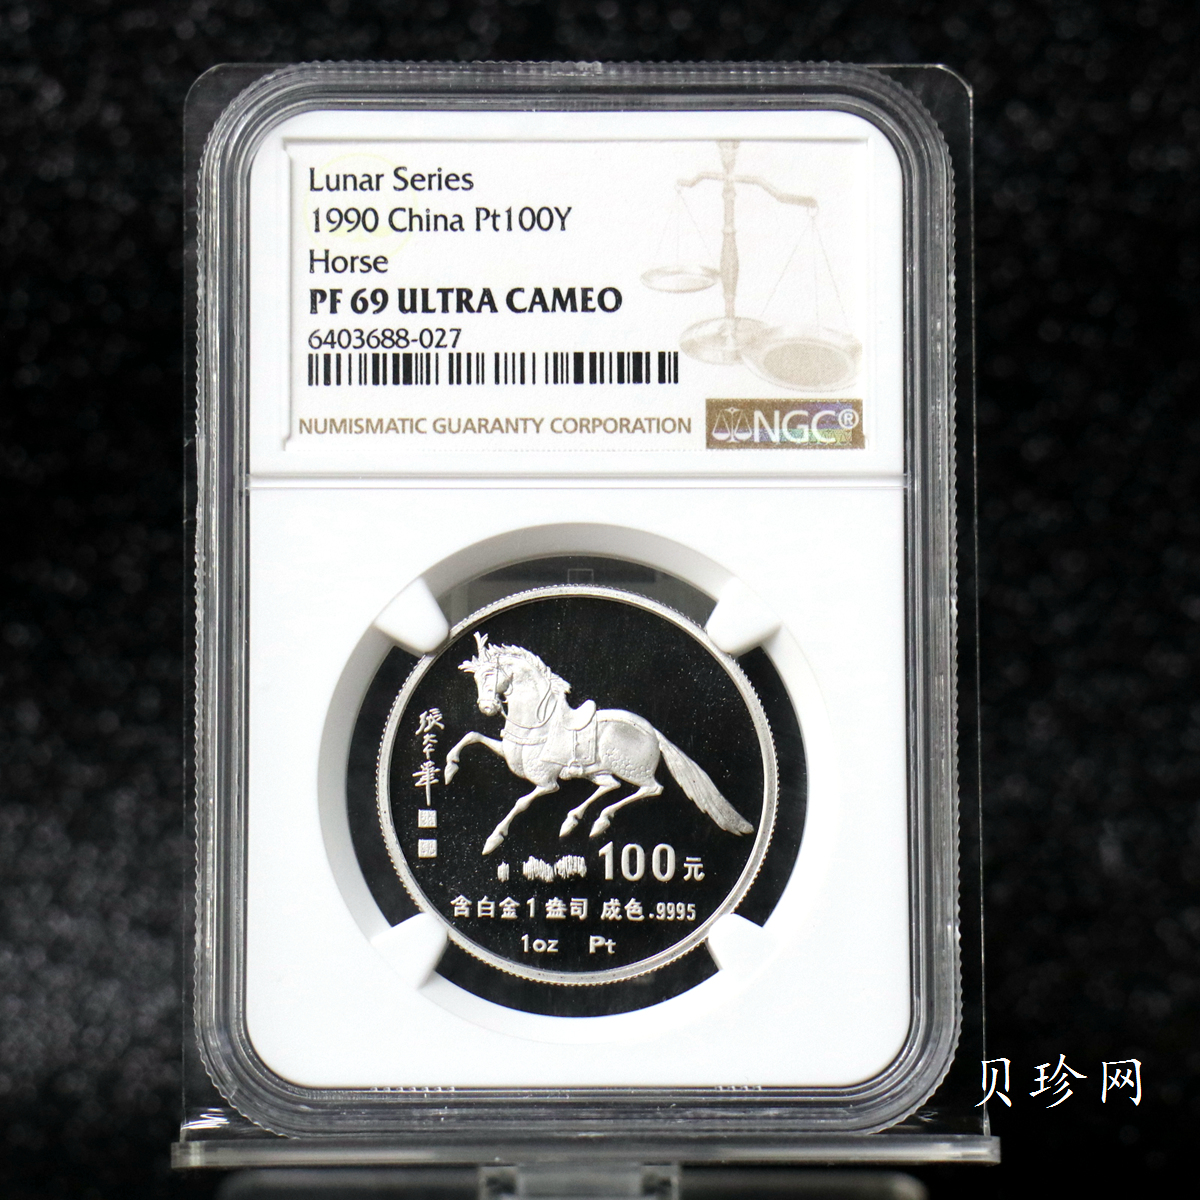 Lunar Series
1990 China Pt100Y
Horse
PF 69 ULTRA CAMEO
6403688-027
NUMISMATIC GUARANTY CORPORATION
NGC®
100元
含白金1盎司 成色.9995
1oz Pt
贝珍网